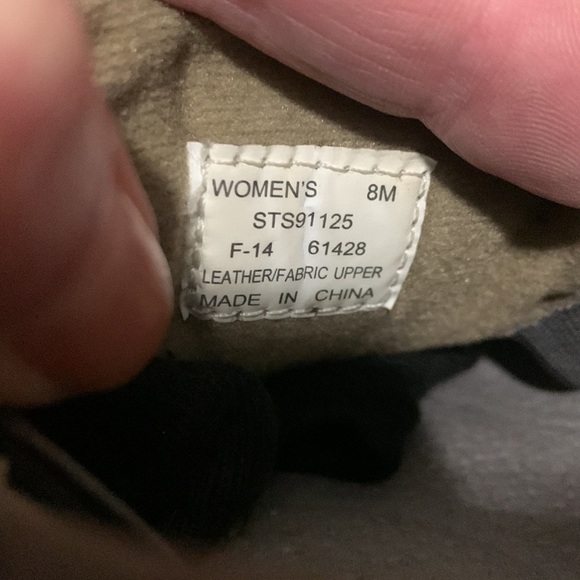 WOMEN'S 8M
STS91125
F-14 61428
LEATHER/FABRIC UPPER
MADE IN CHINA